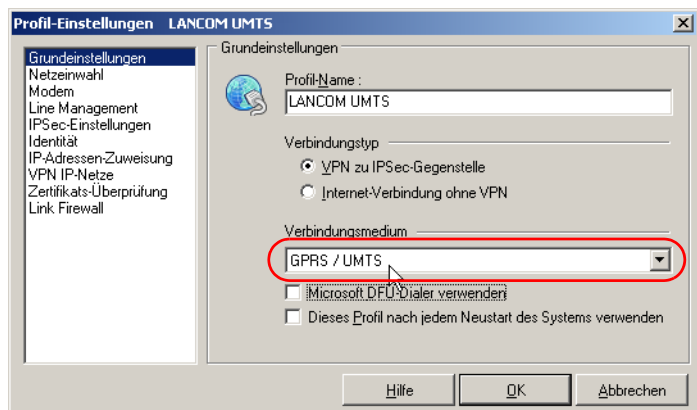 Profil-Einstellungen LANCOM UMTS
Grundeinstellungen
Netzeinwahl
Modem
Line Management
IPSec-Einstellungen
Identität
IP-Adressen-Zuweisung
VPN IP-Netze
Zertifikats-Überprüfung
Link Firewall
Grundeinstellungen
Profil-Name :
LANCOM UMTS
Verbindungstyp
VPN zu IPSec-Gegenstelle
Internet-Verbindung ohne VPN
Verbindungsmedium
GPRS / UMTS
Microsoft DFÜ-Dialer verwenden
Dieses Profil nach jedem Neustart des Systems verwenden
Hilfe
OK
Abbrechen